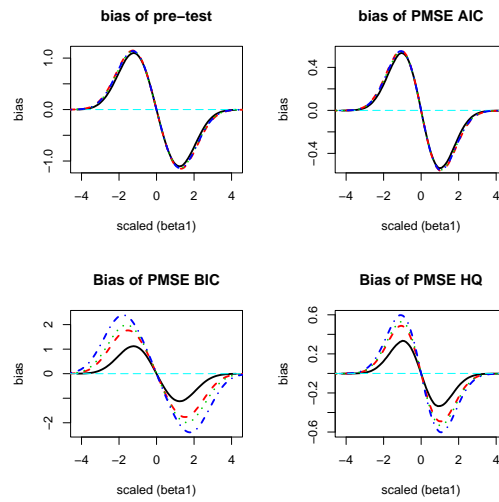 bias of pre-test
bias
1.0
0.0
−1.0
−4 −2 0 2 4
scaled (beta1)
bias of PMSE AIC
bias
0.4
0.0
−0.4
−4 −2 0 2 4
scaled (beta1)
Bias of PMSE BIC
bias
2
1
0
−2
−4 −2 0 2 4
scaled (beta1)
Bias of PMSE HQ
bias
0.6
0.2
−0.2
−0.6
−4 −2 0 2 4
scaled (beta1)